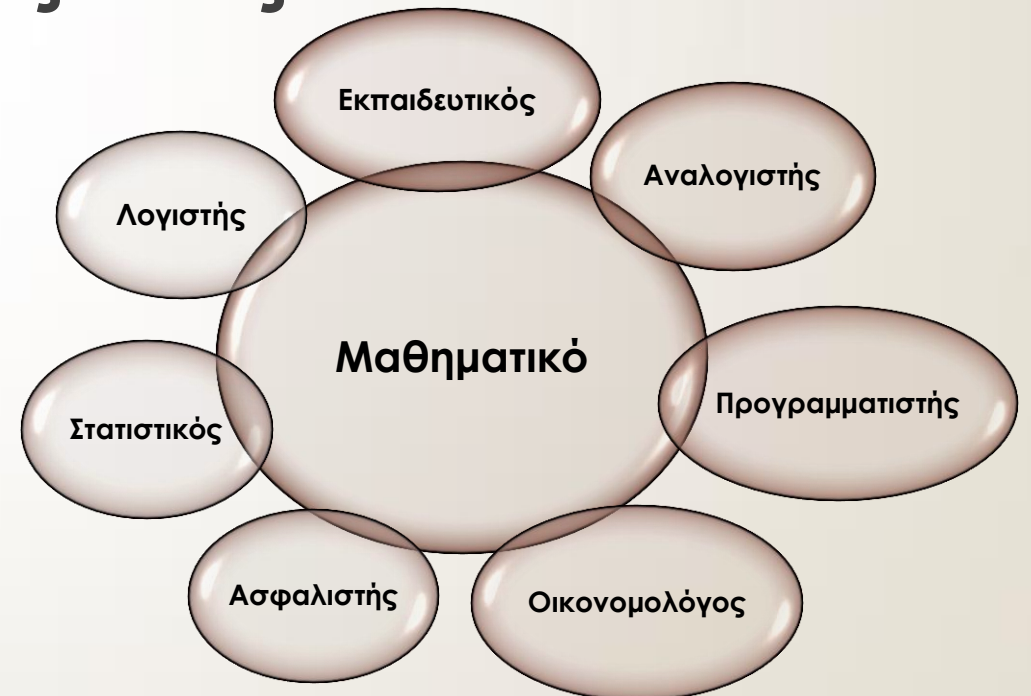 Εκπαιδευτικός
Αναλογιστής
Λογιστής
Μαθηματικό
Προγραμματιστής
Στατιστικός
Ασφαλιστής
Οικονομολόγος